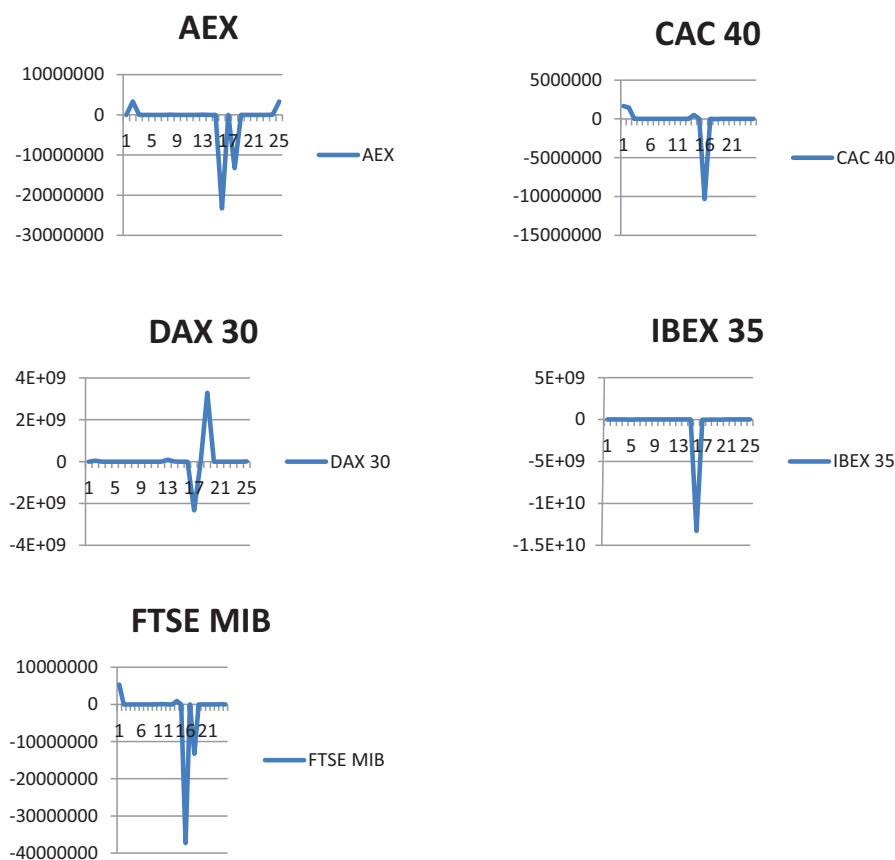 AEX
10000000
0
-10000000
-20000000
-30000000
1 5 9 13 17 21 25
AEX
CAC 40
5000000
0
-5000000
-10000000
-15000000
1 6 11 16 21
CAC 40
DAX 30
4E+09
2E+09
0
-2E+09
-4E+09
1 5 9 13 17 21 25
DAX 30
IBEX 35
5E+09
0
-5E+09
-1E+10
-1.5E+10
1 5 9 13 17 21 25
IBEX 35
FTSE MIB
10000000
0
-10000000
-20000000
-30000000
-40000000
1 6 11 16 21
FTSE MIB